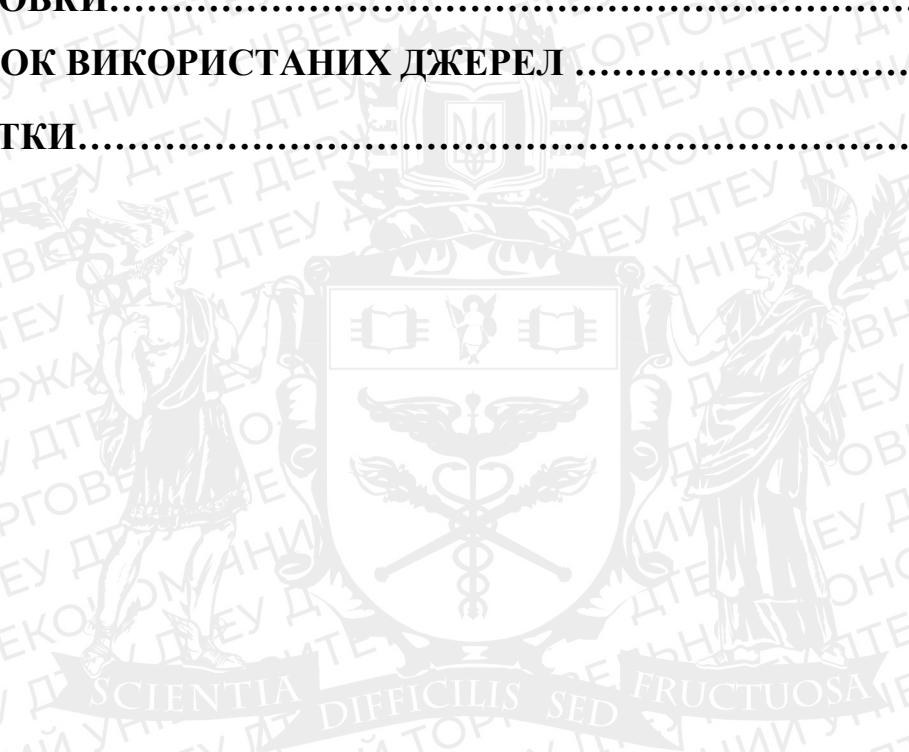 ОВКИ……………………………………………………
ОК ВИКОРИСТАНИХ ДЖЕРЕЛ …………………………
ТКИ………………………………………………………
SCIENTIA DIFFICILIS SED FRUCTUOSA